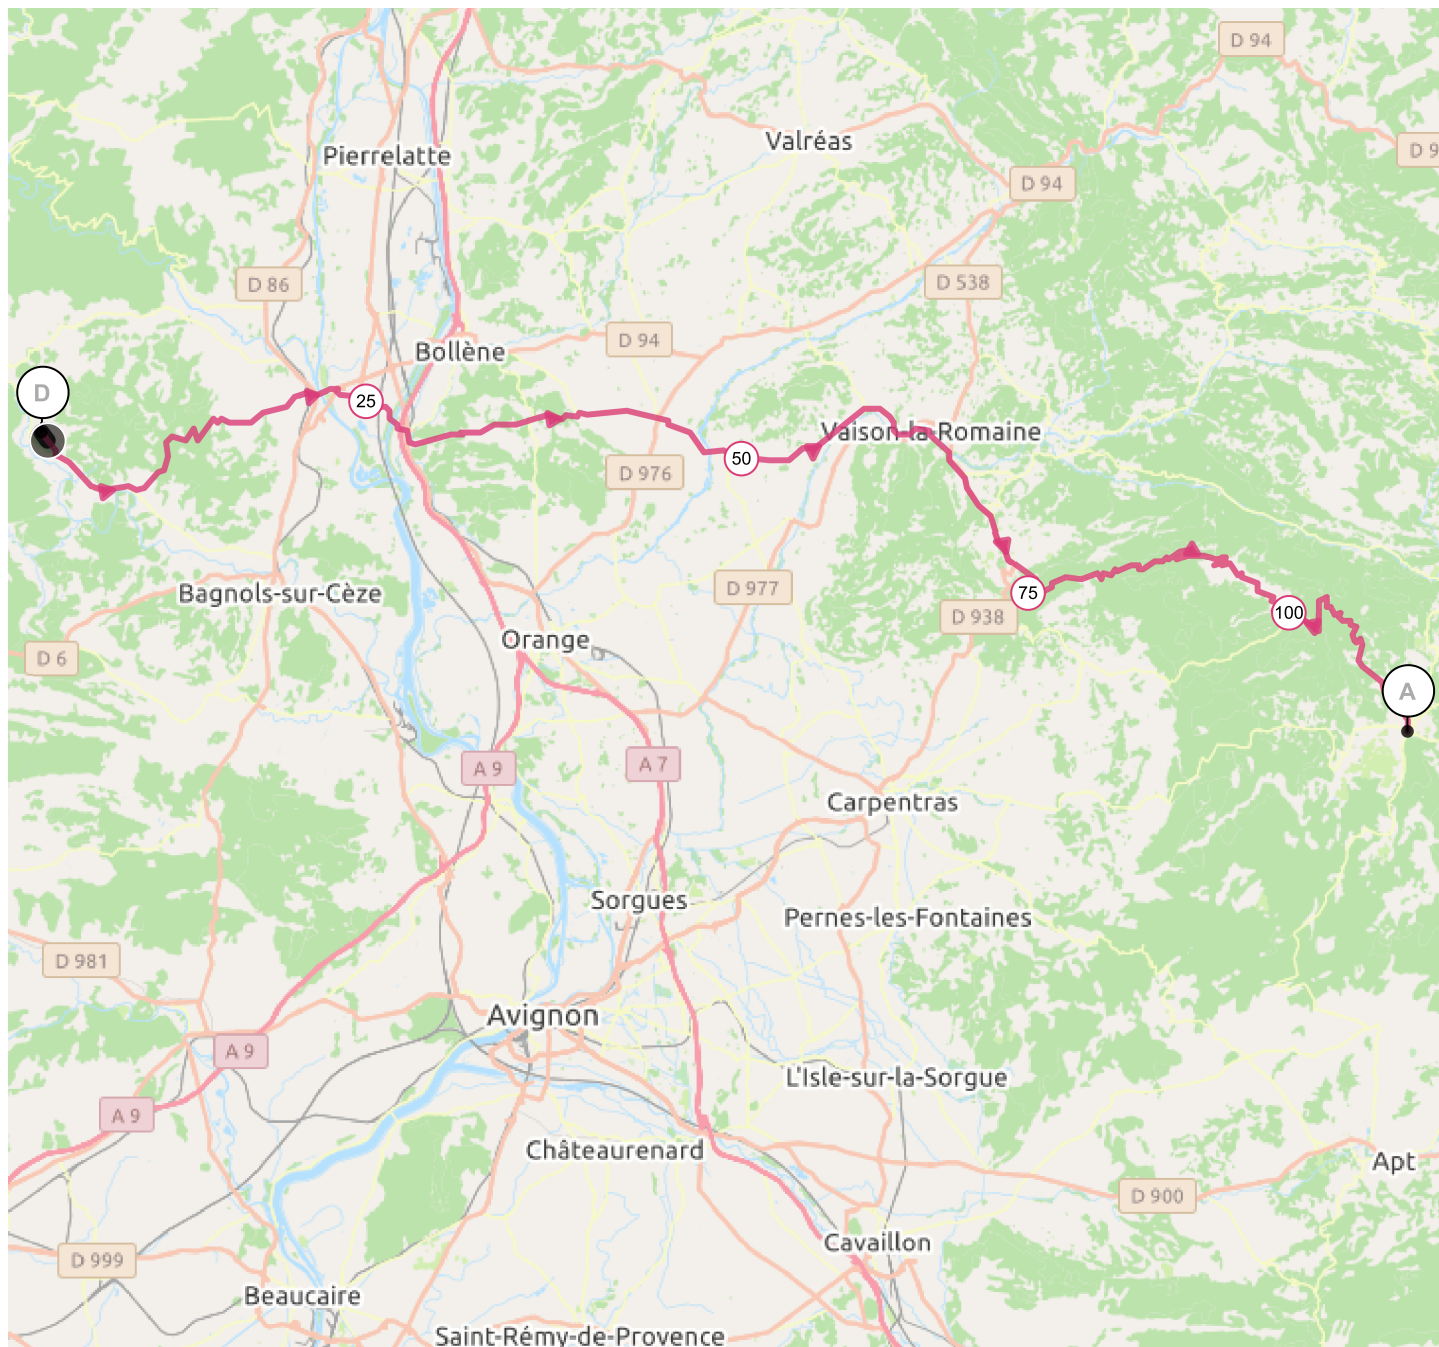 D 94
Valréas
D 9
Pierrelatte
D 94
D 86
D 538
D 94
Bollène
D
25
Vaison-la-Romaine
50
D 976
D 977
75
Bagnols-sur-Cèze
100
D 938
Orange
D 6
A
A 9
A 7
Carpentras
Sorgues
Pernes-les-Fontaines
D 981
Avignon
A 9
L'Isle-sur-la-Sorgue
A 9
Châteaurenard
Apt
D 900
Cavaillon
D 999
Beaucaire
Saint-Rémy-de-Provence